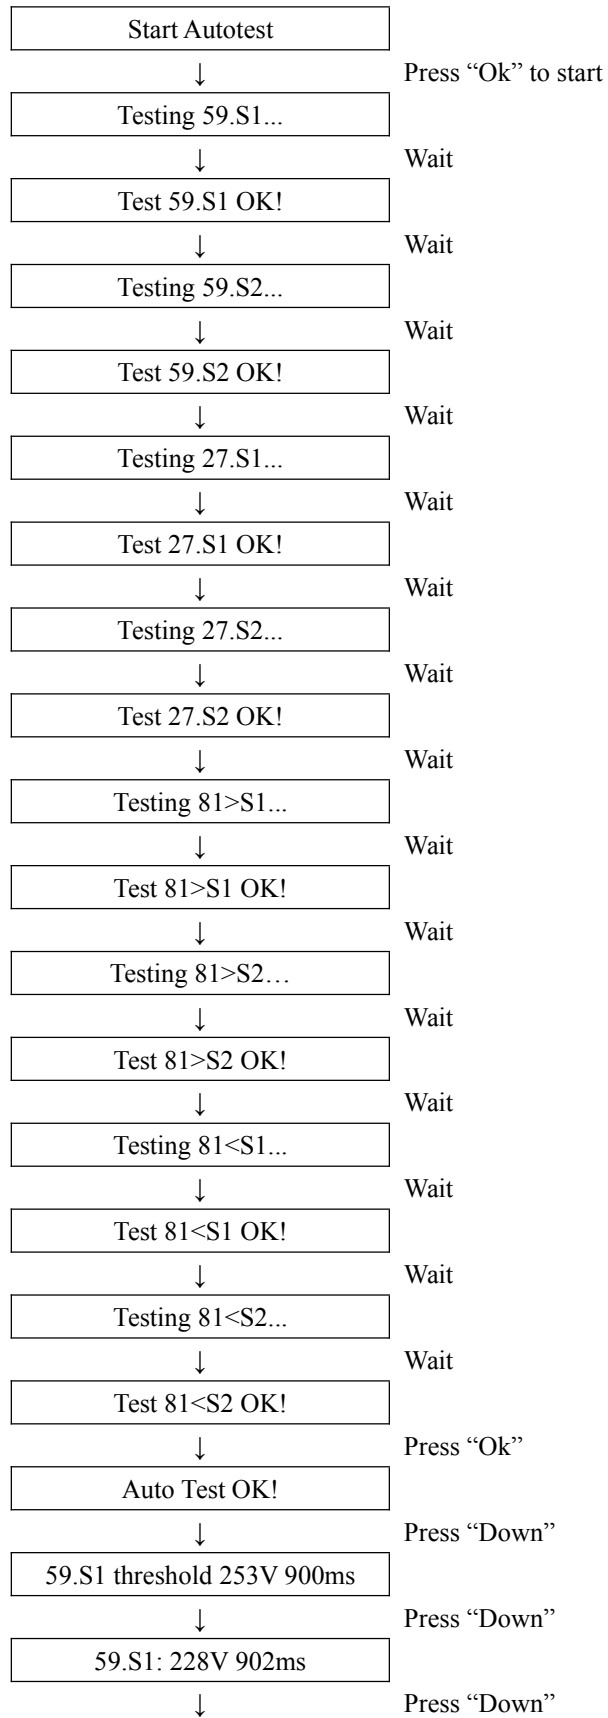 Start Autotest
↓ Press “Ok” to start
Testing 59.S1...
↓ Wait
Test 59.S1 OK!
↓ Wait
Testing 59.S2...
↓ Wait
Test 59.S2 OK!
↓ Wait
Testing 27.S1...
↓ Wait
Test 27.S1 OK!
↓ Wait
Testing 27.S2...
↓ Wait
Test 27.S2 OK!
↓ Wait
Testing 81>S1...
↓ Wait
Test 81>S1 OK!
↓ Wait
Testing 81>S2…
↓ Wait
Test 81>S2 OK!
↓ Wait
Testing 81<S1...
↓ Wait
Test 81<S1 OK!
↓ Wait
Testing 81<S2...
↓ Wait
Test 81<S2 OK!
↓ Press “Ok”
Auto Test OK!
↓ Press “Down”
59.S1 threshold 253V 900ms
↓ Press “Down”
59.S1: 228V 902ms
↓ Press “Down”